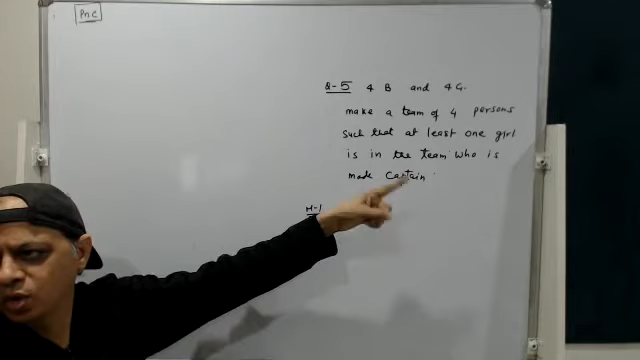 PnC
Q-5 4 B and 4 G.
make a team of 4 persons
such that at least one girl
is in the team who is
made Captain
M-1